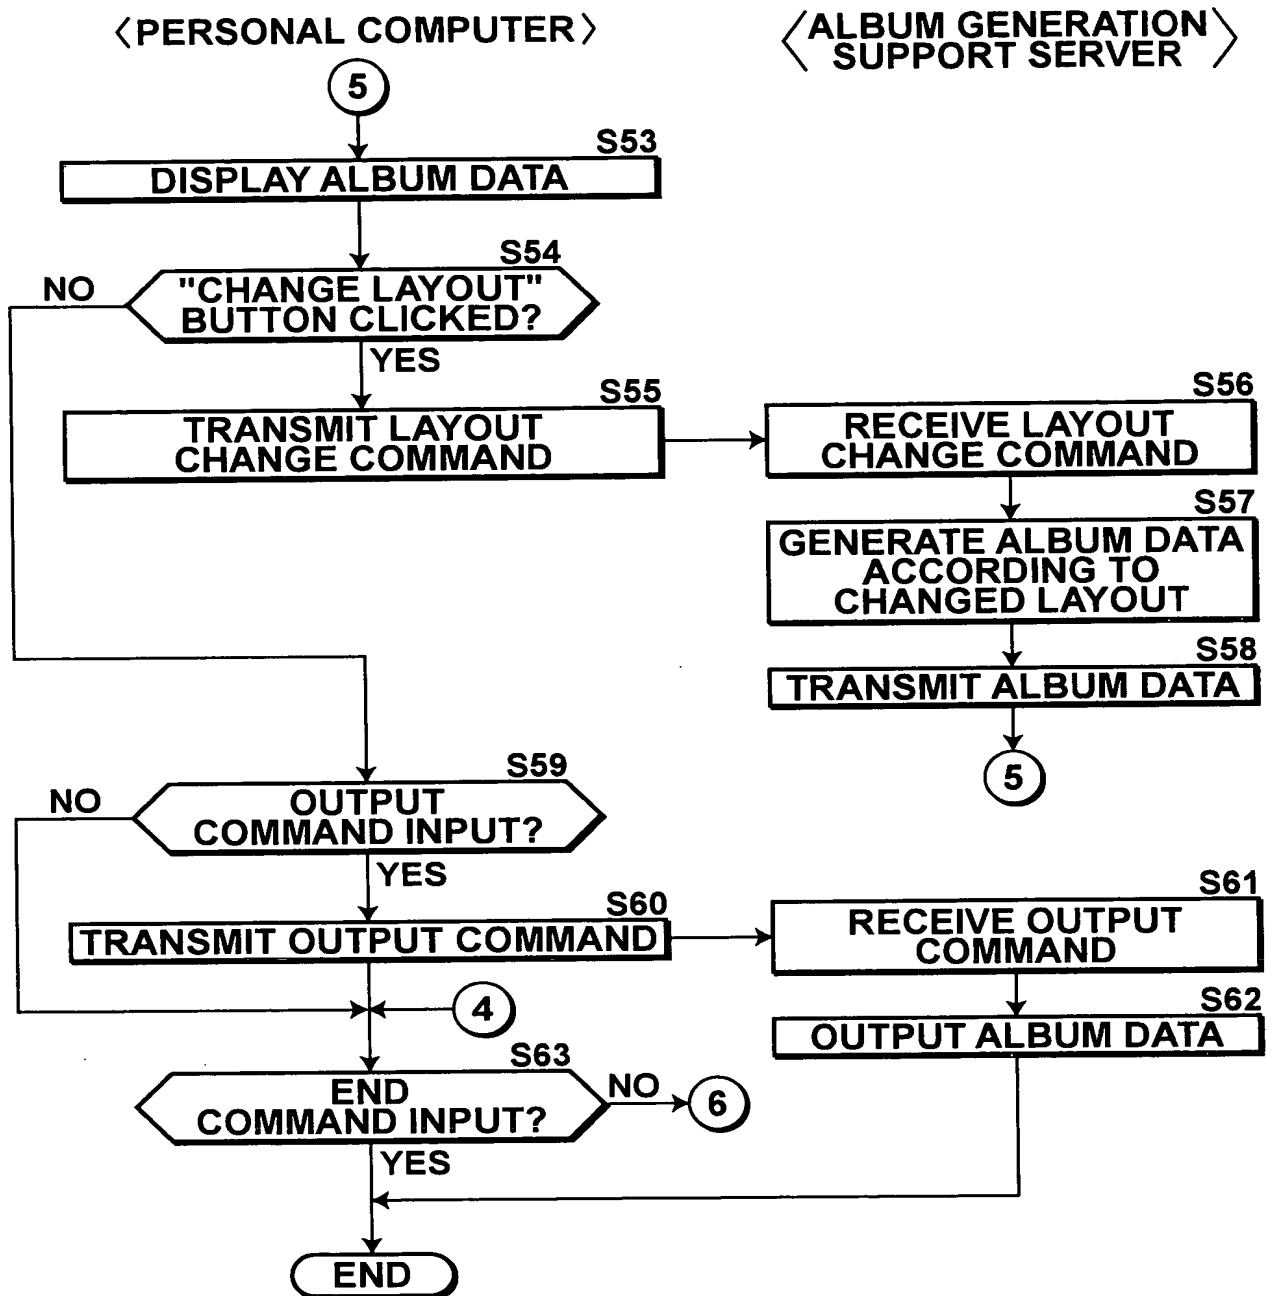 〈PERSONAL COMPUTER〉
〈ALBUM GENERATION
SUPPORT SERVER〉
5
S53
DISPLAY ALBUM DATA
S54
NO
"CHANGE LAYOUT"
BUTTON CLICKED?
YES
S55
TRANSMIT LAYOUT
CHANGE COMMAND
S56
RECEIVE LAYOUT
CHANGE COMMAND
S57
GENERATE ALBUM DATA
ACCORDING TO
CHANGED LAYOUT
S58
TRANSMIT ALBUM DATA
5
S59
NO
OUTPUT
COMMAND INPUT?
YES
S60
TRANSMIT OUTPUT COMMAND
S61
RECEIVE OUTPUT
COMMAND
4
S62
OUTPUT ALBUM DATA
S63
END
COMMAND INPUT?
NO
6
YES
END